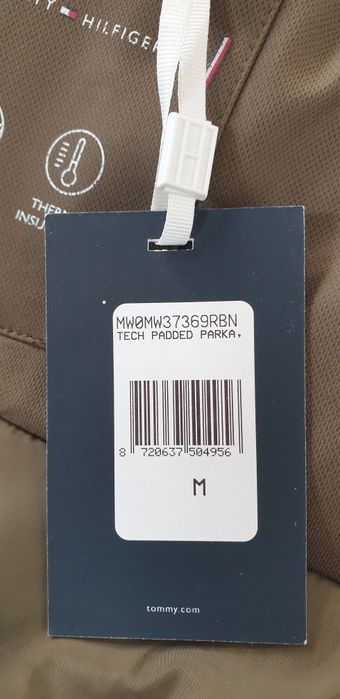 HILFIGER
MW0MW37369RBN
TECH PADDED PARKA,
8 720637 504956
M
tommy.com